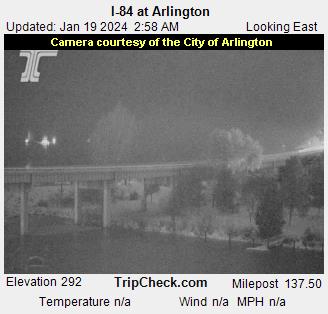 I-84 at Arlington
Updated: Jan 19 2024 2:58 AM Looking East
Camera courtesy of the City of Arlington
Elevation 292 TripCheck.com Milepost 137.50
Temperature n/a Wind n/a MPH n/a